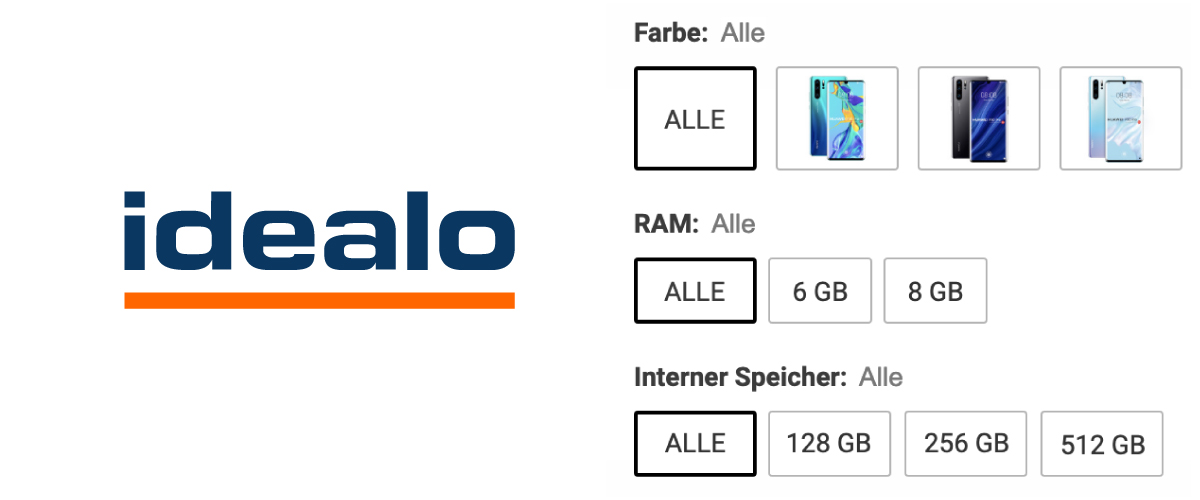 idealo
Farbe: Alle
ALLE
RAM: Alle
ALLE 6 GB 8 GB
Interner Speicher: Alle
ALLE 128 GB 256 GB 512 GB